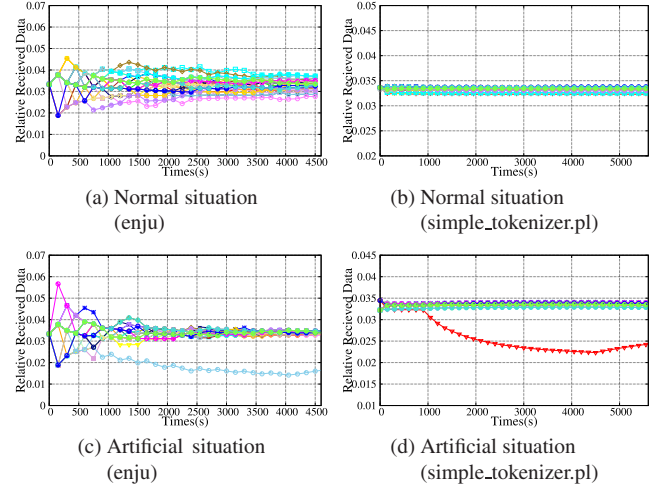 0.07
0.06
0.05
0.04
0.03
0.02
0.01
0
Relative Recieved Data
0 500 1000 1500 2000 2500 3000 3500 4000 4500
Times(s)
(a) Normal situation
(enju)
0.05
0.045
0.04
0.035
0.03
0.025
0.02
Relative Recieved Data
0 1000 2000 3000 4000 5000
Times(s)
(b) Normal situation
(simple_tokenizer.pl)
0.07
0.06
0.05
0.04
0.03
0.02
0.01
0
Relative Recieved Data
0 500 1000 1500 2000 2500 3000 3500 4000 4500
Times(s)
(c) Artificial situation
(enju)
0.045
0.04
0.035
0.03
0.025
0.02
0.015
0.01
Relative Recieved Data
0 1000 2000 3000 4000 5000
Times(s)
(d) Artificial situation
(simple_tokenizer.pl)